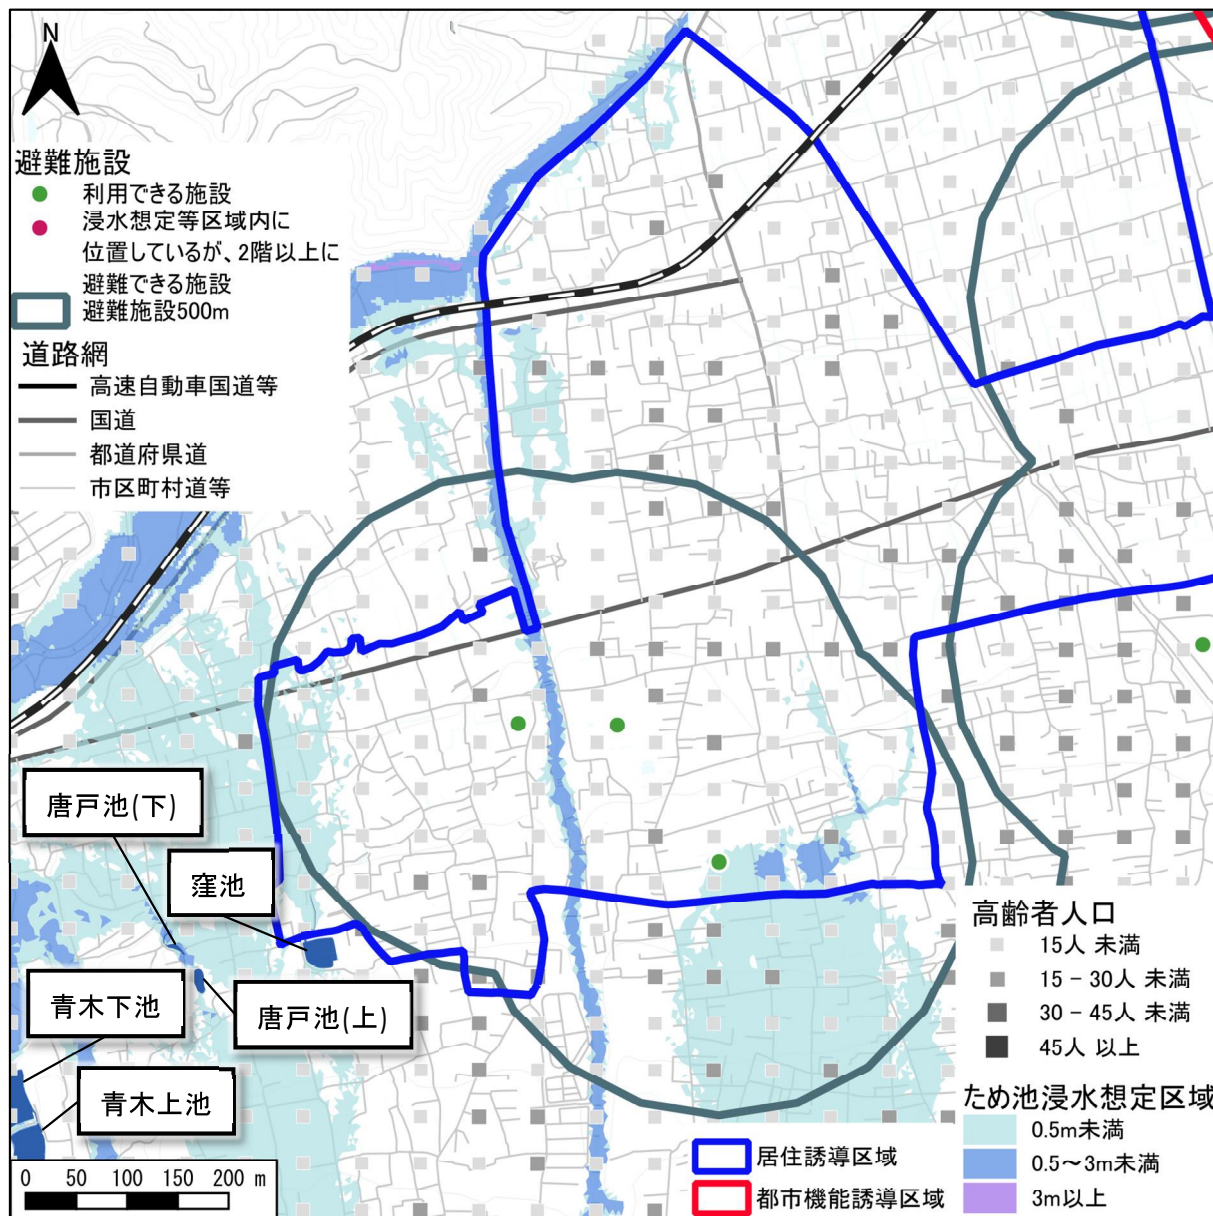 N
避難施設
利用できる施設
浸水想定等区域内に
位置しているが、2階以上に
避難できる施設
避難施設500m
道路網
高速自動車国道等
国道
都道府県道
市区町村道等
唐戸池(下)
窪池
青木下池
唐戸池(上)
青木上池
0 50 100 150 200 m
高齢者人口
15人 未満
15 - 30人 未満
30 - 45人 未満
45人 以上
ため池浸水想定区域
0.5m未満
0.5~3m未満
3m以上
居住誘導区域
都市機能誘導区域